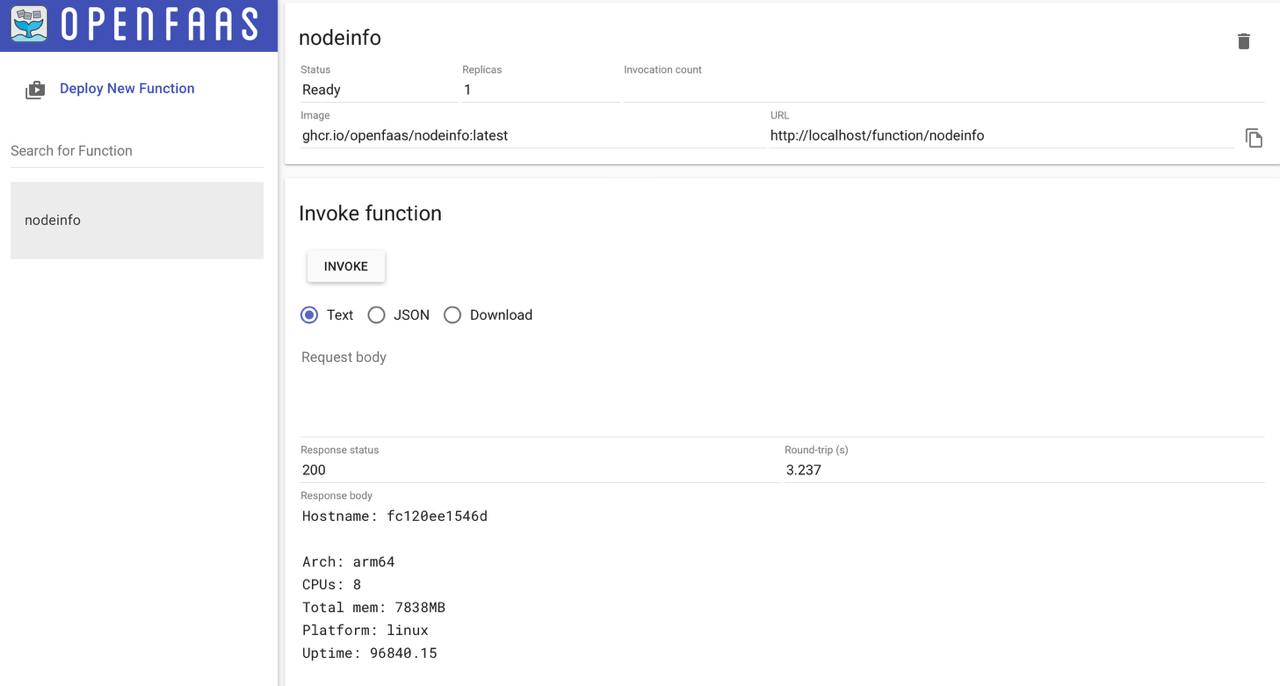 OPENFAAS
Deploy New Function
Search for Function
nodeinfo
nodeinfo
Status Replicas Invocation count
Ready 1
Image URL
ghcr.io/openfaas/nodeinfo:latest http://localhost/function/nodeinfo
Invoke function
INVOKE
Text JSON Download
Request body
Response status Round-trip (s)
200 3.237
Response body
Hostname: fc120ee1546d
Arch: arm64
CPUs: 8
Total mem: 7838MB
Platform: linux
Uptime: 96840.15